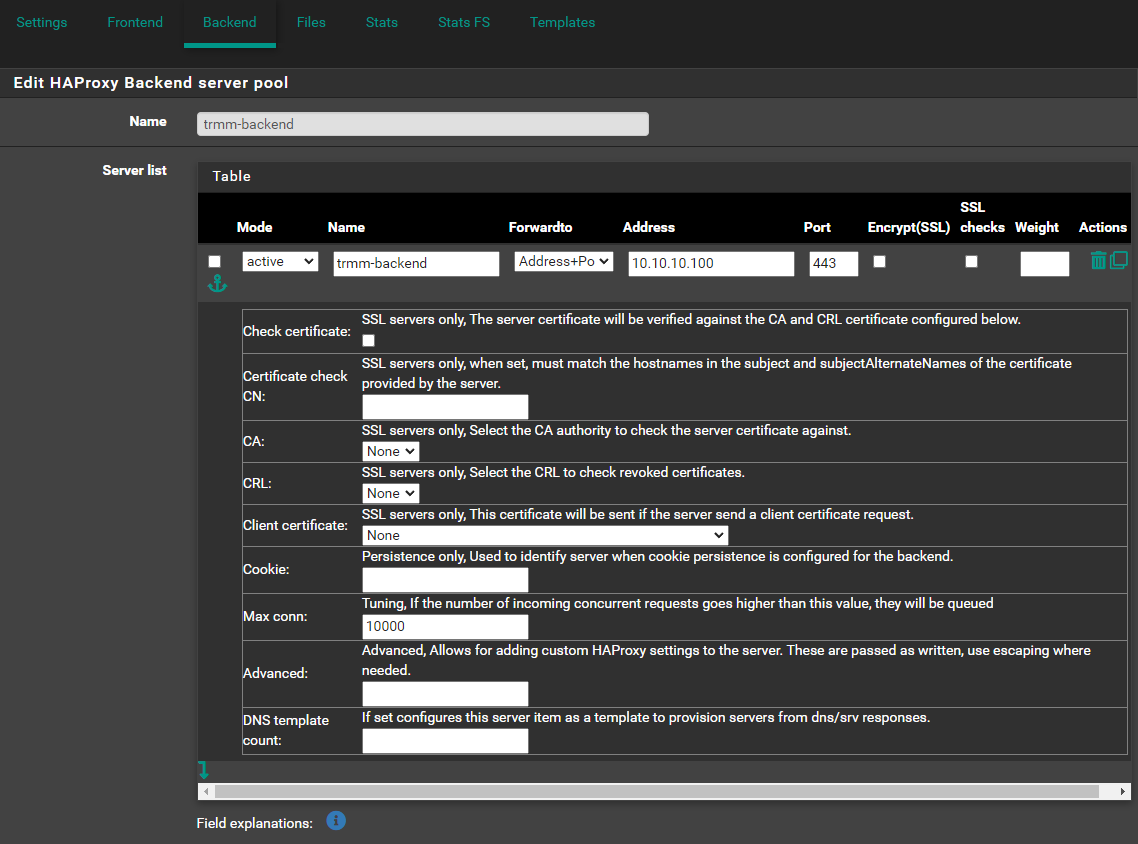 Settings Frontend Backend Files Stats Stats FS Templates
Edit HAProxy Backend server pool
Name
trmm-backend
Server list
Table
Mode Name Forwardto Address Port Encrypt(SSL) SSL checks Weight Actions
active trmm-backend Address+Po 10.10.10.100 443
Check certificate:
SSL servers only, The server certificate will be verified against the CA and CRL certificate configured below.
Certificate check
CN:
SSL servers only, when set, must match the hostnames in the subject and subjectAlternateNames of the certificate
provided by the server.
CA:
SSL servers only, Select the CA authority to check the server certificate against.
None
CRL:
SSL servers only, Select the CRL to check revoked certificates.
None
Client certificate:
SSL servers only, This certificate will be sent if the server send a client certificate request.
None
Cookie:
Persistence only, Used to identify server when cookie persistence is configured for the backend.
Max conn:
Tuning, If the number of incoming concurrent requests goes higher than this value, they will be queued
10000
Advanced:
Advanced, Allows for adding custom HAProxy settings to the server. These are passed as written, use escaping where
needed.
DNS template
count:
If set configures this server item as a template to provision servers from dns/srv responses.
Field explanations: